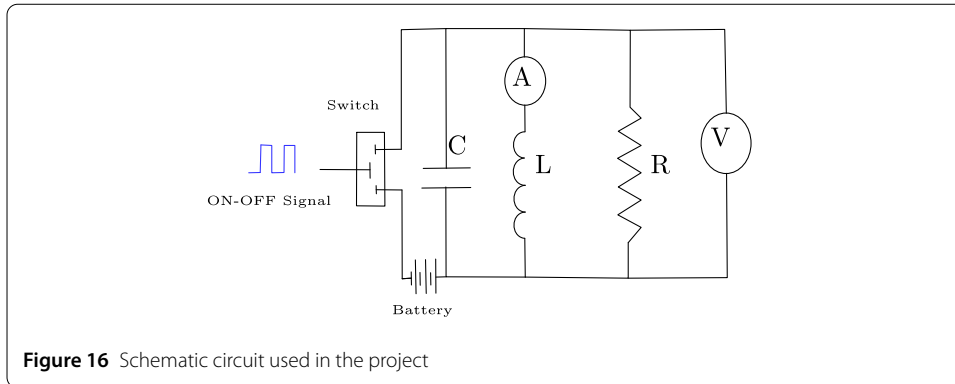 A
Switch
C
L
R
V
ON-OFF Signal
Battery
Figure 16 Schematic circuit used in the project